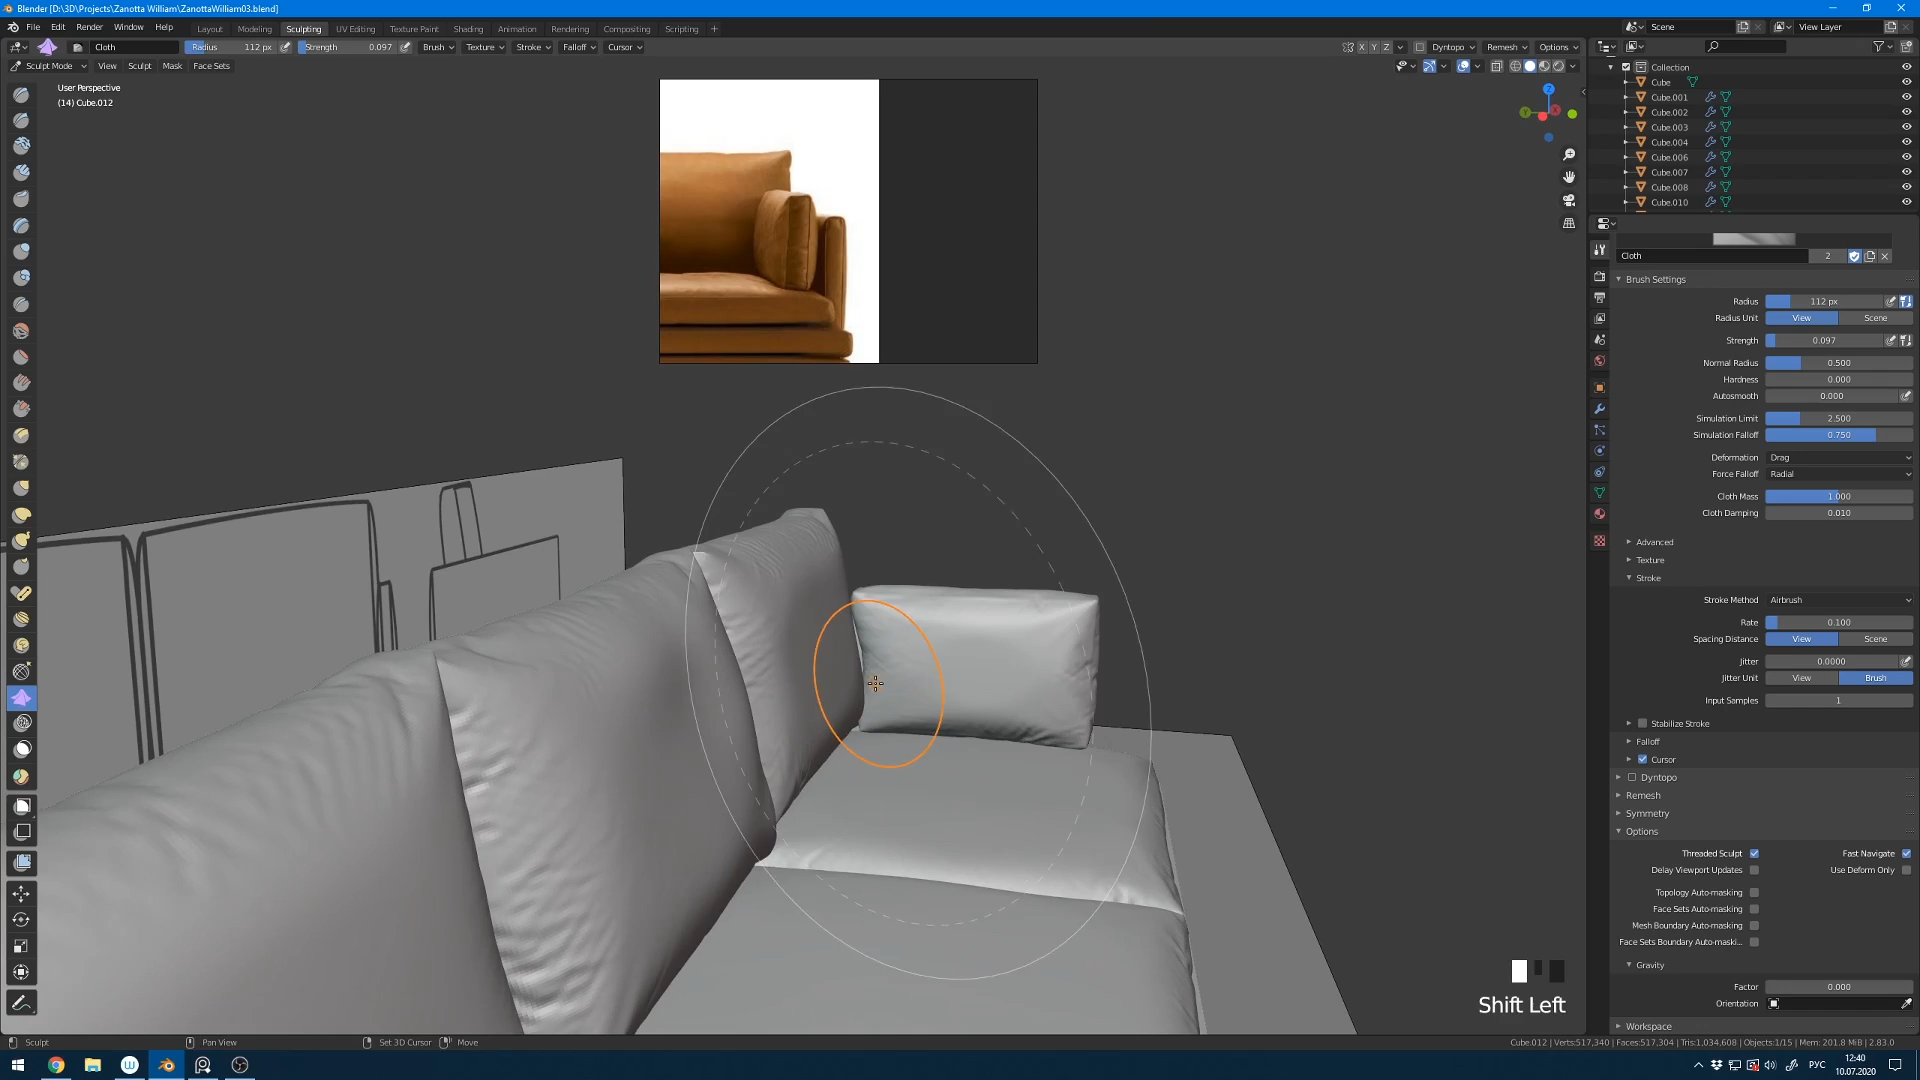 Blender [D:\3D\Projects\Zanotta William\ZanottaWilliam03.blend]
File Edit Render Window Help Layout Modeling Sculpting UV Editing Texture Paint Shading Animation Rendering Compositing Scripting + Scene View Layer
Cloth Radius 112 px Strength 0.097 Brush Texture Stroke Falloff Cursor X Y Z Dyntopo Remesh Options
Sculpt Mode View Sculpt Mask Face Sets
User Perspective
(14) Cube.012
Z
Collection
Cube
Cube.001
Cube.002
Cube.003
Cube.004
Cube.006
Cube.007
Cube.008
Cube.010
Cloth 2
Brush Settings
Radius 112 px
Radius Unit View Scene
Strength 0.097
Normal Radius 0.500
Hardness 0.000
Autosmooth 0.000
Simulation Limit 2.500
Simulation Falloff 0.750
Deformation Drag
Force Falloff Radial
Cloth Mass 1.000
Cloth Damping 0.010
Advanced
Texture
Stroke
Stroke Method Airbrush
Rate 0.100
Spacing Distance View Scene
Jitter 0.0000
Jitter Unit View Brush
Input Samples 1
Stabilize Stroke
Falloff
Cursor
Dyntopo
Remesh
Symmetry
Options
Threaded Sculpt Fast Navigate
Delay Viewport Updates Use Deform Only
Topology Auto-masking
Face Sets Auto-masking
Mesh Boundary Auto-masking
Face Sets Boundary Auto-maski...
Gravity
Factor 0.000
Orientation
Workspace
Shift Left
Sculpt Pan View Set 3D Cursor Move
Cube.012 | Verts:517,340 | Faces:517,304 | Tris:1,034,608 | Objects:1/15 | Mem: 201.8 MiB | 2.83.0
РУС
12:40
10.07.2020